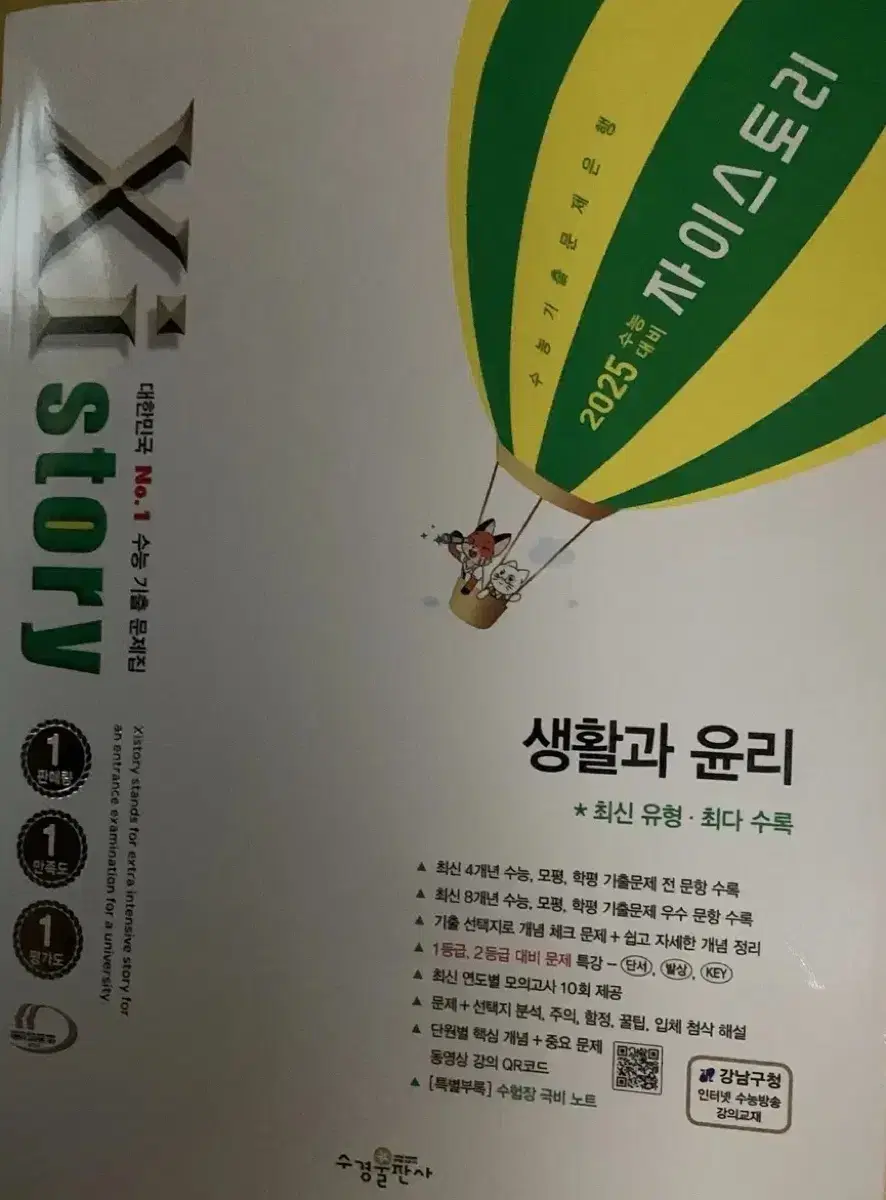 Xi story
대한민국 No.1 수능 기출 문제집
Xistory stands for extra intensive story for
an entrance examination for a university
1
판매량
1
만족도
1
평가도
수능 기출 문제 은행
2025 수능 대비 자이스토리
생활과 윤리
* 최신 유형 · 최다 수록
▲ 최신 4개년 수능, 모평, 학평 기출문제 전 문항 수록
▲ 최신 8개년 수능, 모평, 학평 기출문제 우수 문항 수록
▲ 기출 선택지로 개념 체크 문제 + 쉽고 자세한 개념 정리
▲ 1등급, 2등급 대비 문제 특강 – 단서, 발상, KEY
▲ 최신 연도별 모의고사 10회 제공
▲ 문제 + 선택지 분석, 주의, 함정, 꿀팁, 입체 첨삭 해설
▲ 단원별 핵심 개념 + 중요 문제
동영상 강의 QR코드
▲ [특별부록] 수험장 극비 노트
강남구청
인터넷 수능방송
강의교재
수경출판사